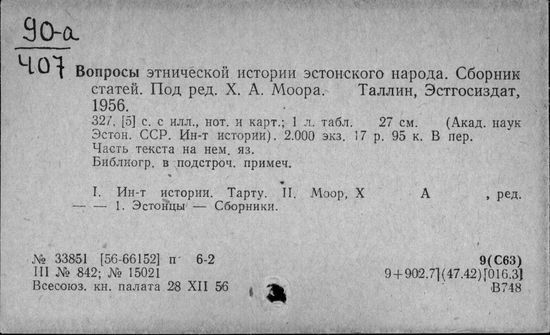 90-а
407
Вопросы этнической истории эстонского народа. Сборник
статей. Под ред. Х. А. Моора. Таллин, Эстгосиздат,
1956.
327, [5] с. с илл., нот. и карт.; 1 л. табл. 27 см. (Акад. наук
Эстон. ССР. Ин-т истории). 2.000 экз. 17 р. 95 к. В пер.
Часть текста на нем. яз.
Библиогр. в подстроч. примеч.
I. Ин-т истории. Тарту. II. Моор, Х А , ред.
— — 1. Эстонцы — Сборники.
№ 33851 [56-66152] п 6-2 9(С63)
III № 842; № 15021 9+902.7](47.42)[016.3]
Всесоюз. кн. палата 28 XII 56 В748